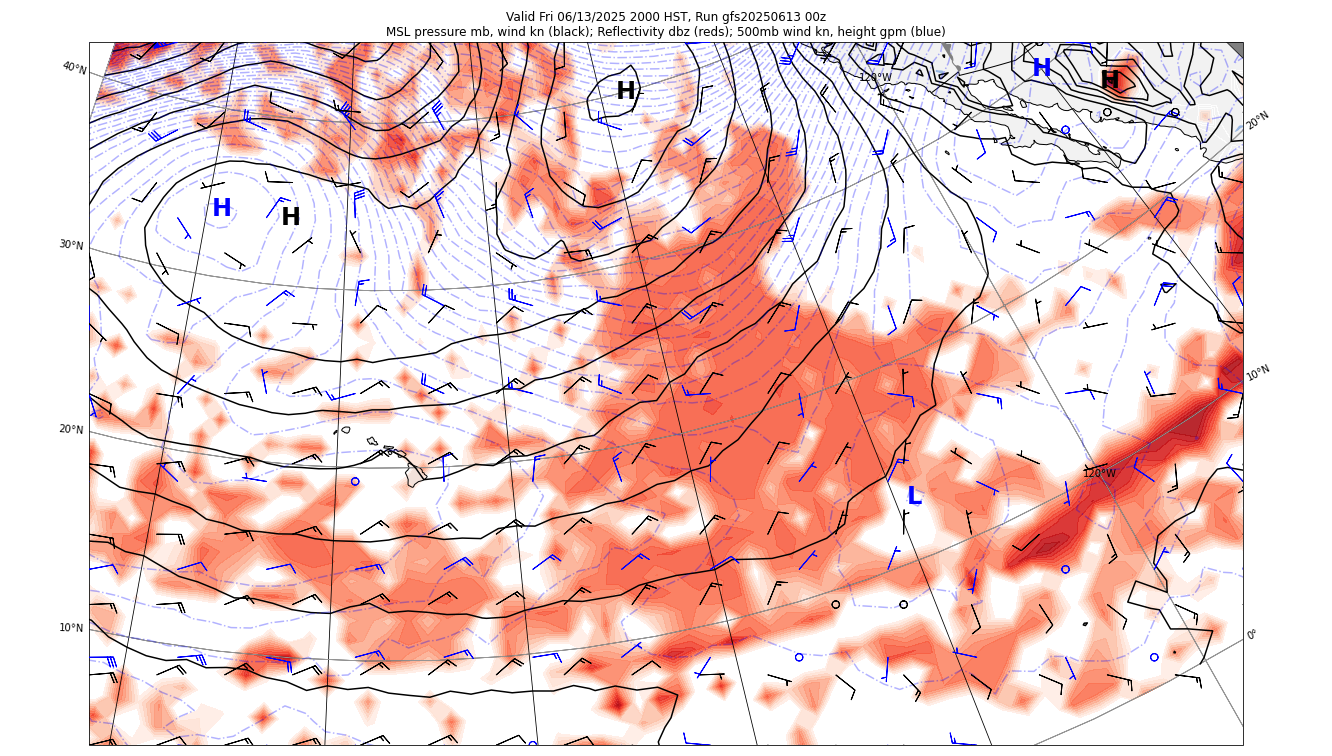 Valid Fri 06/13/2025 2000 HST, Run gfs20250613 00z
MSL pressure mb, wind kn (black); Reflectivity dbz (reds); 500mb wind kn, height gpm (blue)
40°N
H
120°W
H
H
20°N
H
H
30°N
10°N
20°N
120°W
L
10°N
0°